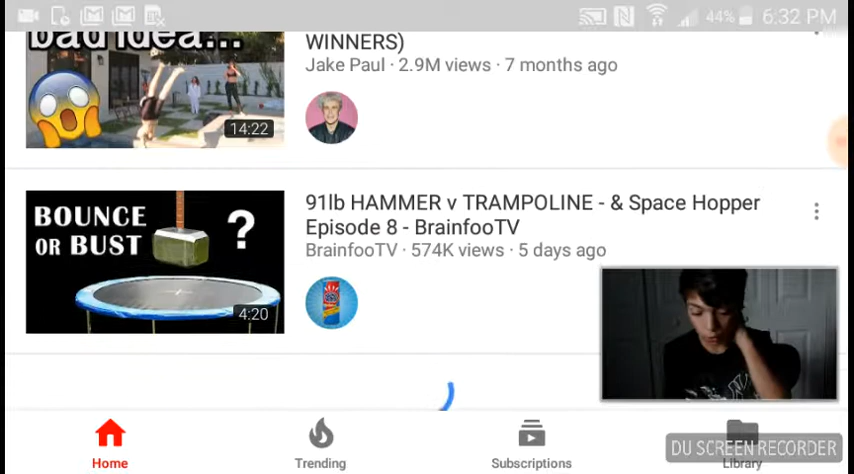 44% 6:32 PM
bad idea...
14:22
WINNERS)
Jake Paul · 2.9M views · 7 months ago
BOUNCE
OR BUST ?
4:20
91lb HAMMER v TRAMPOLINE - & Space Hopper
Episode 8 - BrainfooTV
BrainfooTV · 574K views · 5 days ago
Home
Trending
Subscriptions
Library
DU SCREEN RECORDER